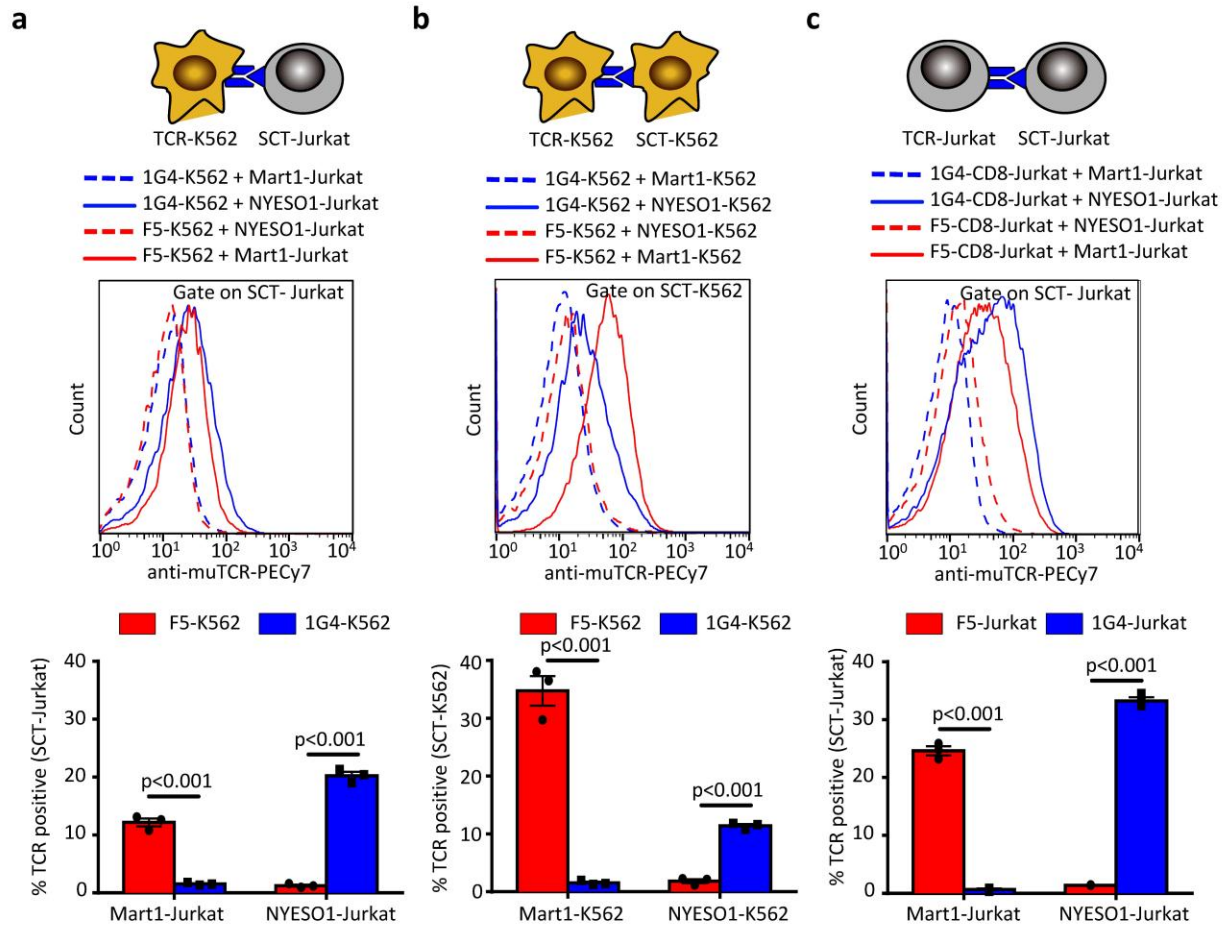 a
TCR-K562 SCT-Jurkat
1G4-K562 + Mart1-Jurkat
1G4-K562 + NYESO1-Jurkat
F5-K562 + NYESO1-Jurkat
F5-K562 + Mart1-Jurkat
Gate on SCT- Jurkat
Count
10⁰ 10¹ 10² 10³ 10⁴
anti-muTCR-PECy7
F5-K562 1G4-K562
% TCR positive (SCT-Jurkat)
40
30
20
10
0
p<0.001
p<0.001
Mart1-Jurkat NYESO1-Jurkat
b
TCR-K562 SCT-K562
1G4-K562 + Mart1-K562
1G4-K562 + NYESO1-K562
F5-K562 + NYESO1-K562
F5-K562 + Mart1-K562
Gate on SCT-K562
Count
10⁰ 10¹ 10² 10³ 10⁴
anti-muTCR-PECy7
F5-K562 1G4-K562
% TCR positive (SCT-K562)
40
30
20
10
0
p<0.001
p<0.001
Mart1-K562 NYESO1-K562
c
TCR-Jurkat SCT-Jurkat
1G4-CD8-Jurkat + Mart1-Jurkat
1G4-CD8-Jurkat + NYESO1-Jurkat
F5-CD8-Jurkat + NYESO1-Jurkat
F5-CD8-Jurkat + Mart1-Jurkat
Gate on SCT- Jurkat
Count
10⁰ 10¹ 10² 10³ 10⁴
anti-muTCR-PECy7
F5-Jurkat 1G4-Jurkat
% TCR positive (SCT-Jurkat)
40
30
20
10
0
p<0.001
p<0.001
Mart1-Jurkat NYESO1-Jurkat